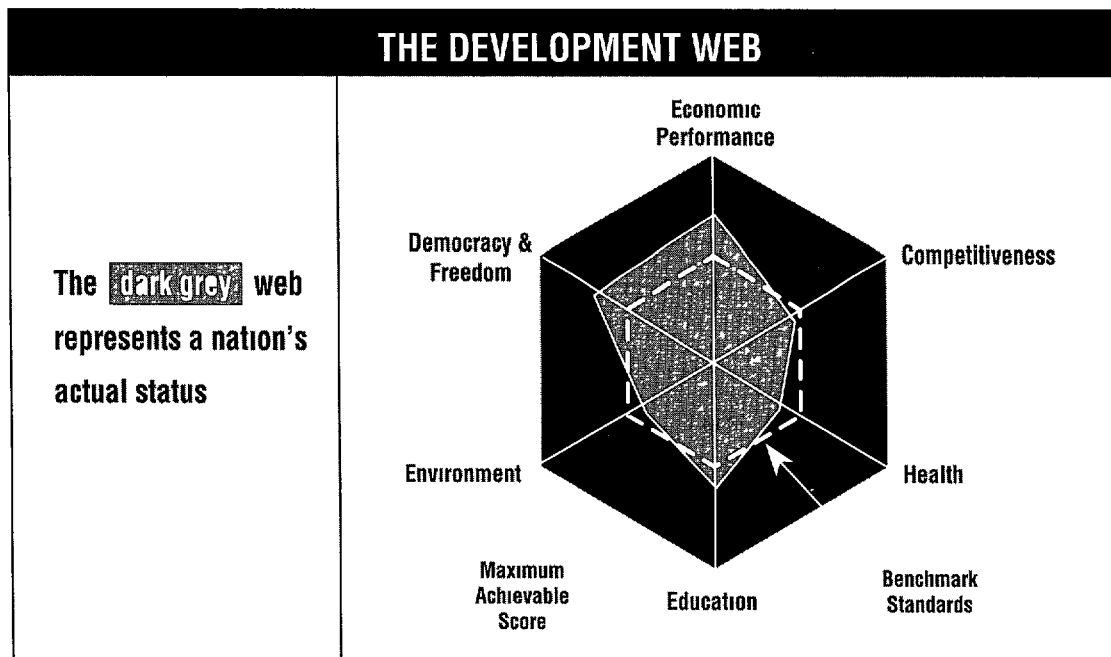 THE DEVELOPMENT WEB
The dark grey web
represents a nation's
actual status
Economic
Performance
Democracy &
Freedom
Competitiveness
Environment
Health
Maximum
Achievable
Score
Education
Benchmark
Standards